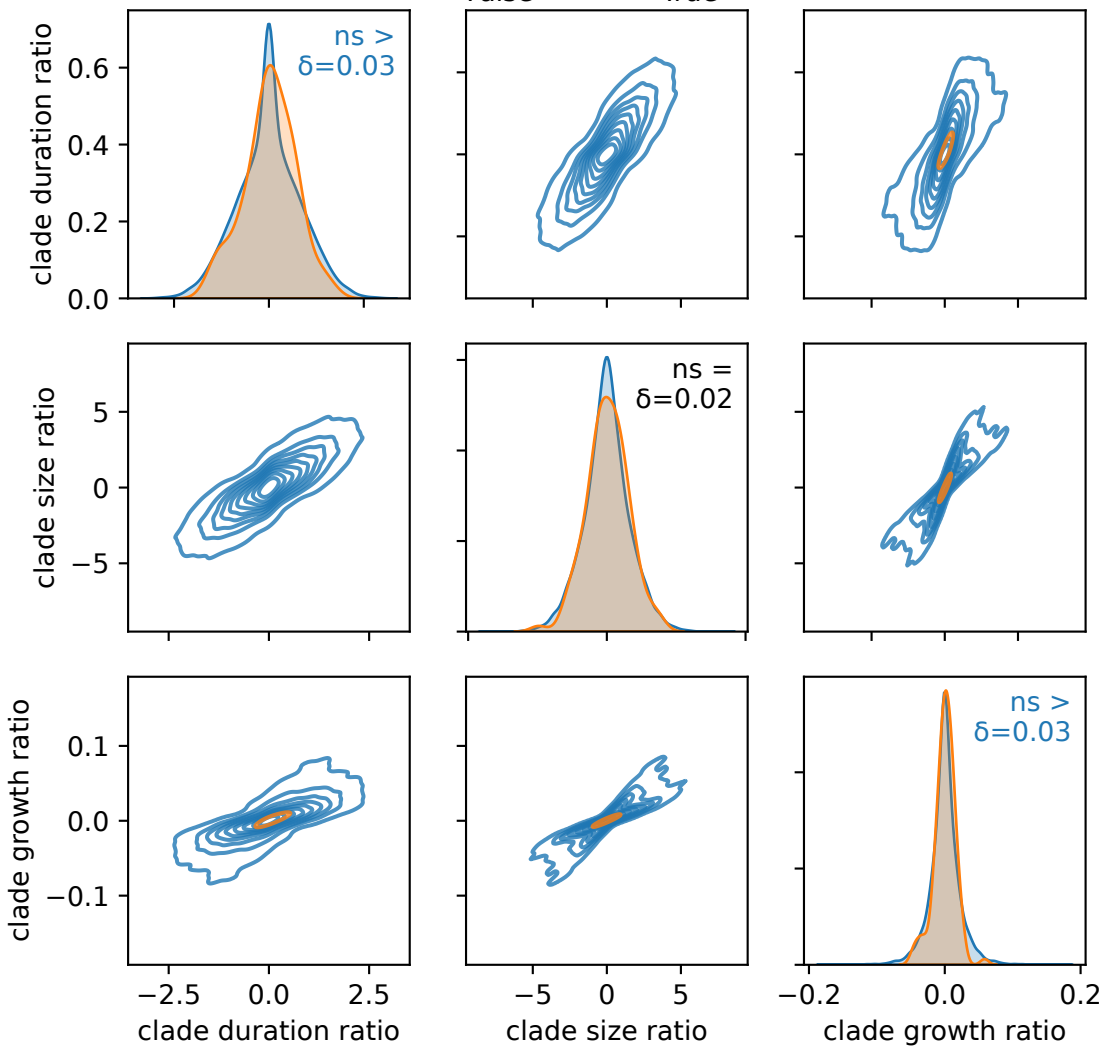 clade duration ratio
0.6
0.4
0.2
0.0
ns >
δ=0.03
clade size ratio
5
0
−5
ns =
δ=0.02
clade growth ratio
0.1
0.0
−0.1
ns >
δ=0.03
−2.5 0.0 2.5
−5 0 5
−0.2 0.0 0.2
clade duration ratio
clade size ratio
clade growth ratio